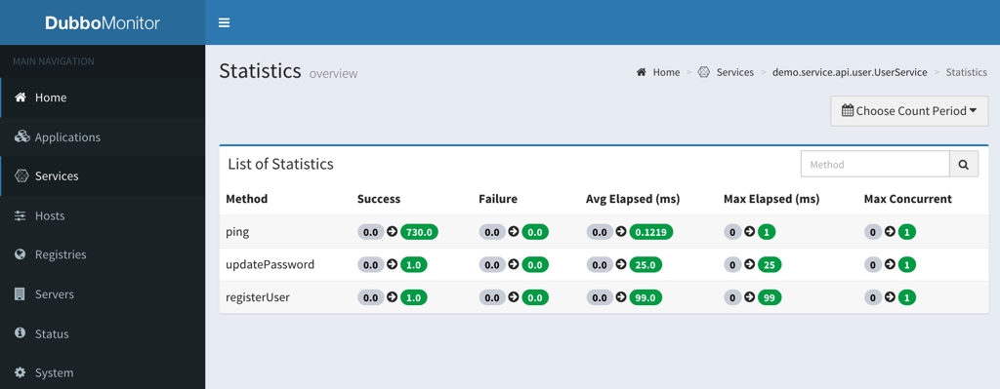 DubboMonitor
MAIN NAVIGATION
Home
Applications
Services
Hosts
Registries
Servers
Status
System
Statistics overview
Home > Services > demo.service.api.user.UserService > Statistics
Choose Count Period
List of Statistics
Method
Method Success Failure Avg Elapsed (ms) Max Elapsed (ms) Max Concurrent
ping 0.0 730.0 0.0 0.0 0.0 0.1219 0 1 0 1
updatePassword 0.0 1.0 0.0 0.0 0.0 25.0 0 25 0 1
registerUser 0.0 1.0 0.0 0.0 0.0 99.0 0 99 0 1